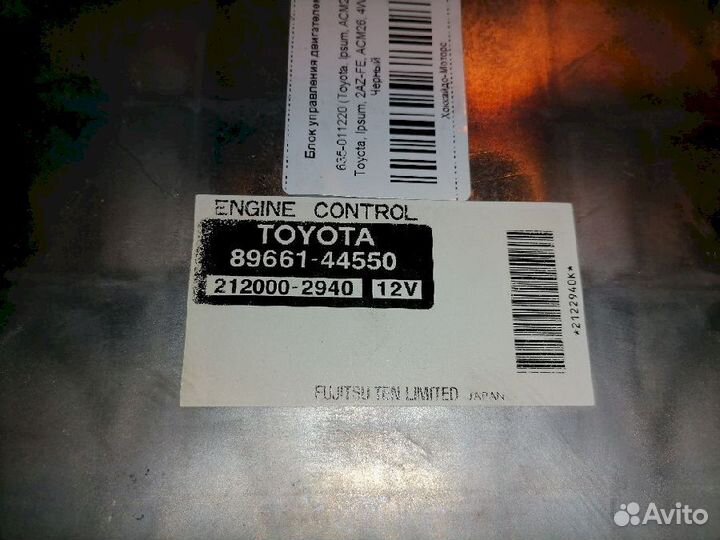 Блок управления двигателем
635-011220 (Toyota, Ipsum, ACM2
Toyota, Ipsum, 2AZ-FE, ACM26, 4W
Черный
Хоккайдо-Моторс
ENGINE CONTROL
TOYOTA
89661-44550
212000-2940 12V
*2122940K*
FUJITSU TEN LIMITED JAPAN
Avito